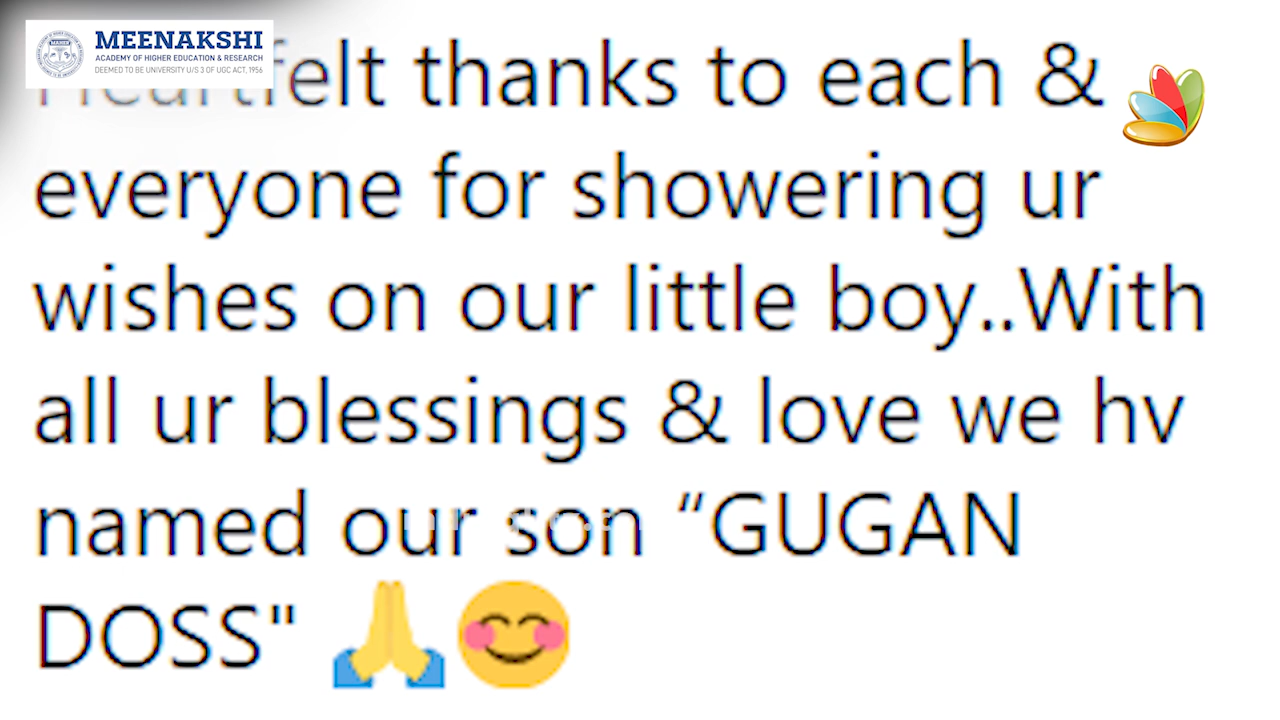 MEENAKSHI
ACADEMY OF HIGHER EDUCATION & RESEARCH
DEEMED TO BE UNIVERSITY U/S 3 OF UGC ACT, 1956
Heartfelt thanks to each &
everyone for showering ur
wishes on our little boy..With
all ur blessings & love we hv
named our son “GUGAN
DOSS" 🙏😊